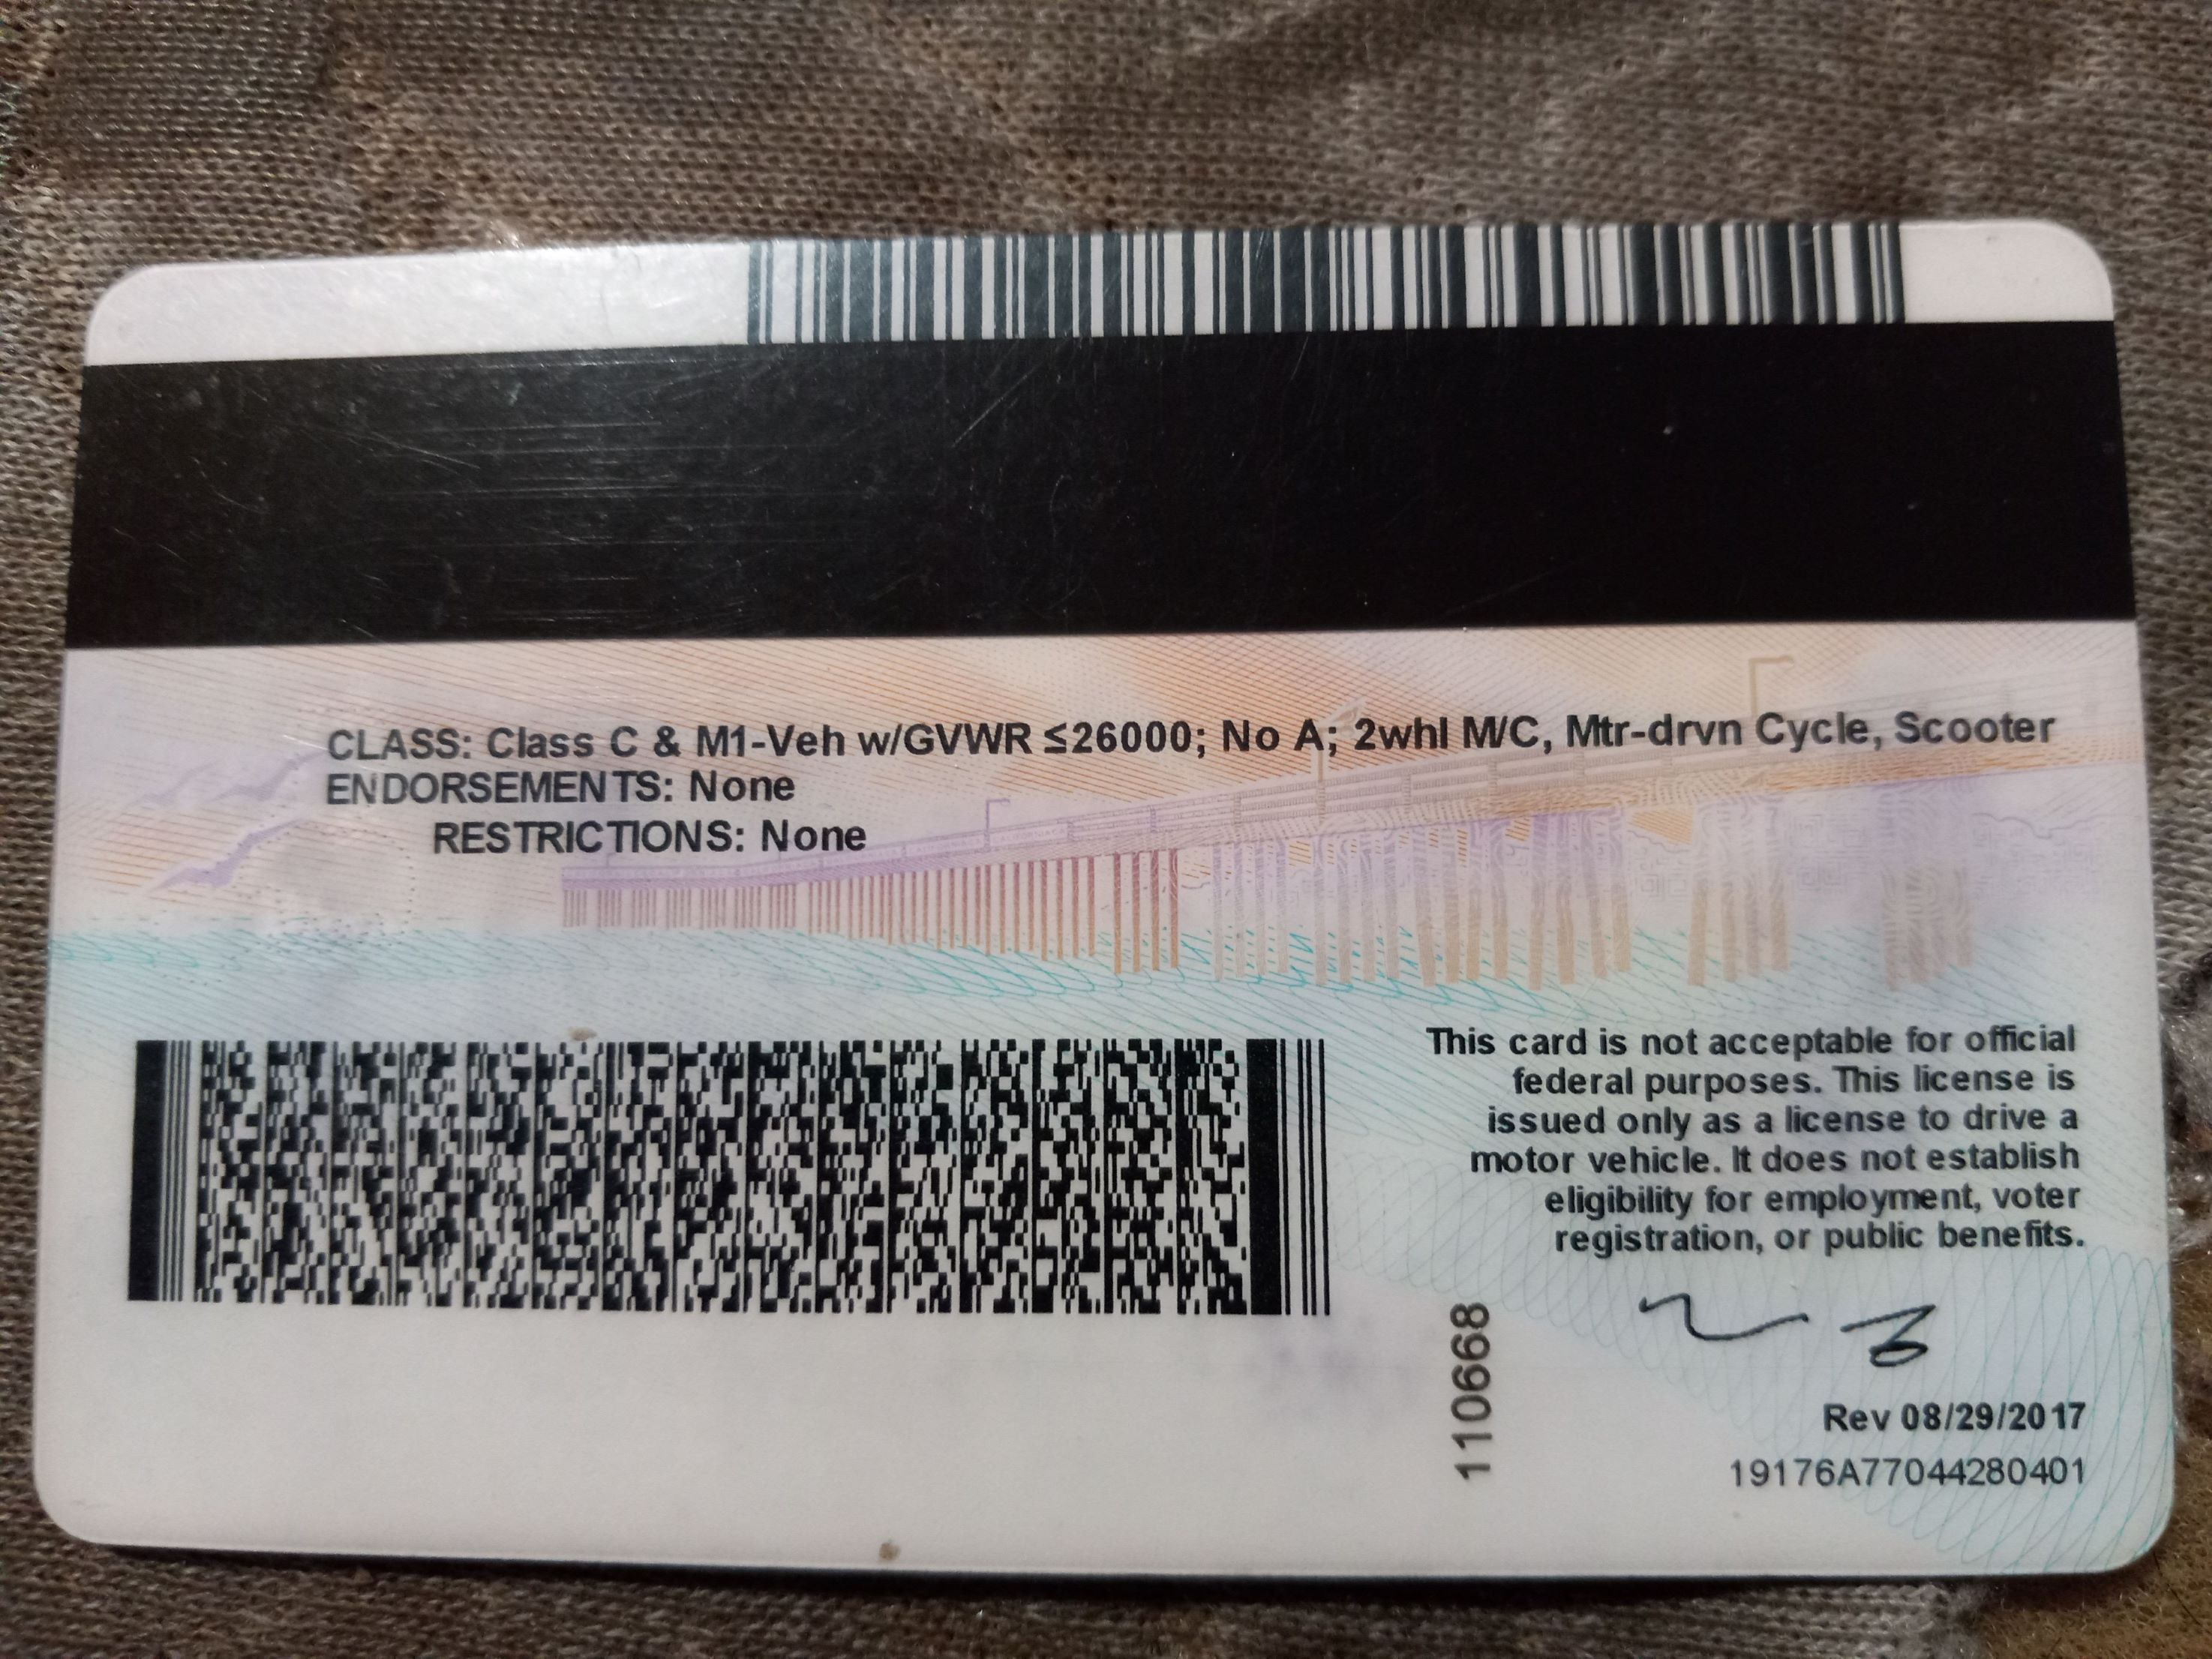 CLASS: Class C & M1-Veh w/GVWR ≤26000; No A; 2whl M/C, Mtr-drvn Cycle, Scooter
ENDORSEMENTS: None
RESTRICTIONS: None
This card is not acceptable for official
federal purposes. This license is
issued only as a license to drive a
motor vehicle. It does not establish
eligibility for employment, voter
registration, or public benefits.
110668
Rev 08/29/2017
19176A77044280401